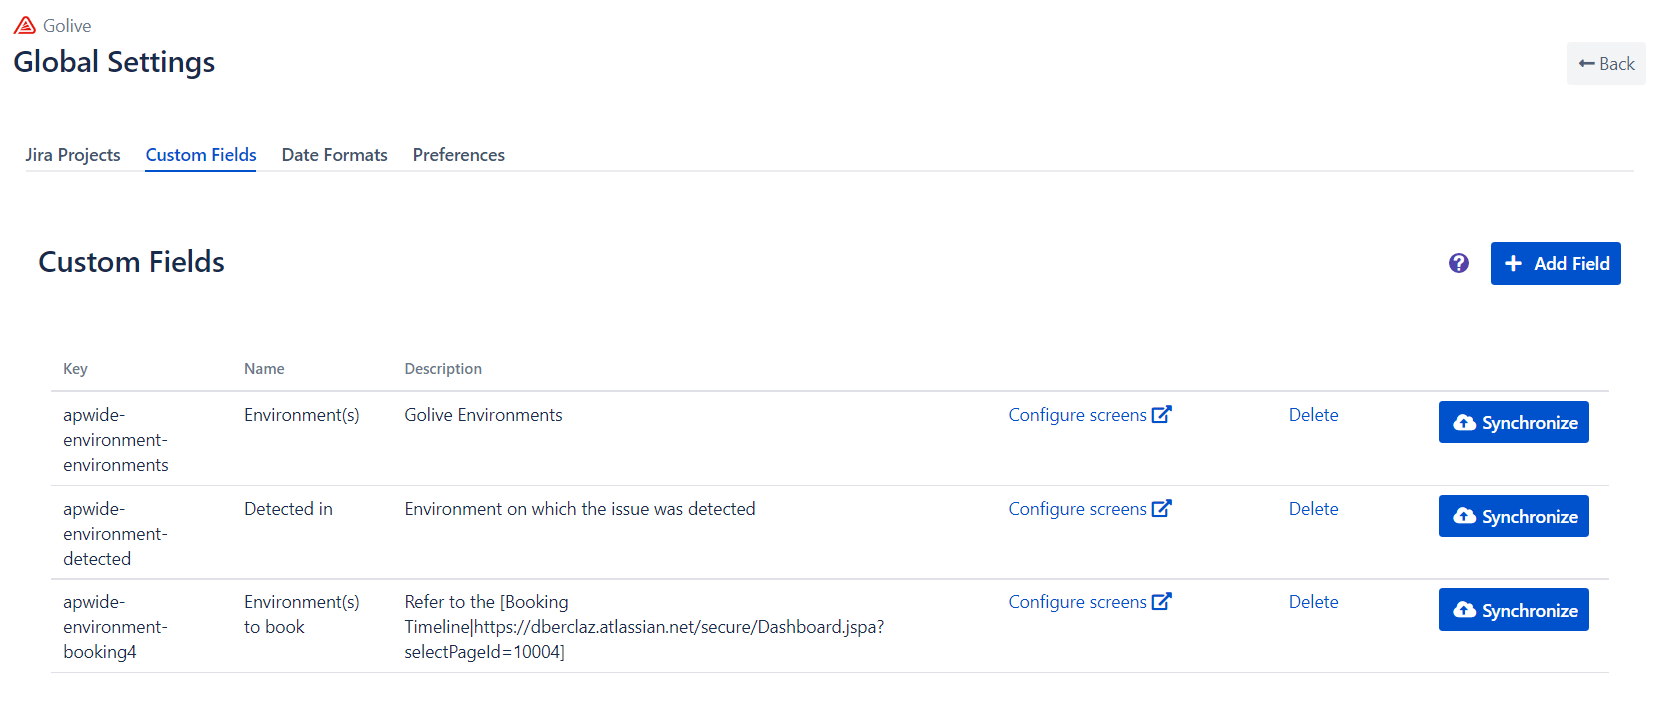 Golive
Global Settings
Back
Jira Projects Custom Fields Date Formats Preferences
Custom Fields
? + Add Field
Key Name Description
apwide- Environment(s) Golive Environments Configure screens Delete Synchronize
environment-
environments
apwide- Detected in Environment on which the issue was detected Configure screens Delete Synchronize
environment-
detected
apwide- Environment(s) Refer to the [Booking Configure screens Delete Synchronize
environment- to book Timeline|https://dberclaz.atlassian.net/secure/Dashboard.jspa?
booking4 selectPageId=10004]